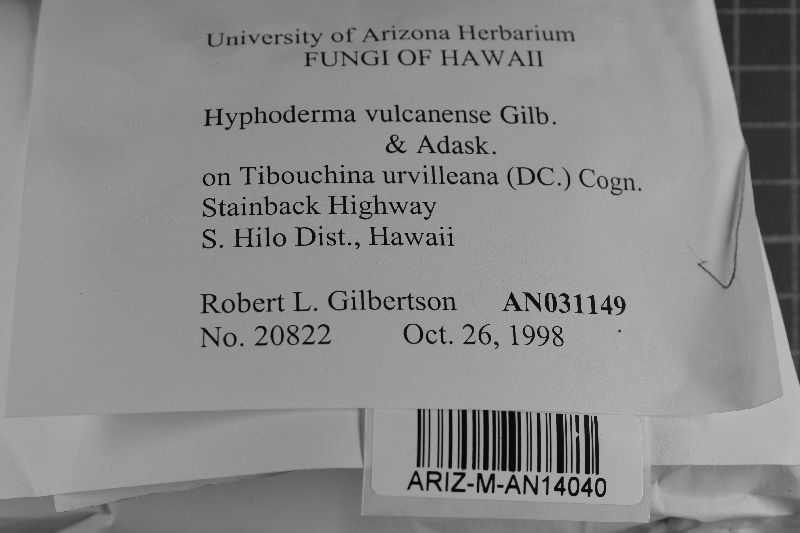 University of Arizona Herbarium
FUNGI OF HAWAII
Hyphoderma vulcanense Gilb.
& Adask.
on Tibouchina urvilleana (DC.) Cogn.
Stainback Highway
S. Hilo Dist., Hawaii
Robert L. Gilbertson AN031149
No. 20822 Oct. 26, 1998
ARIZ-M-AN14040